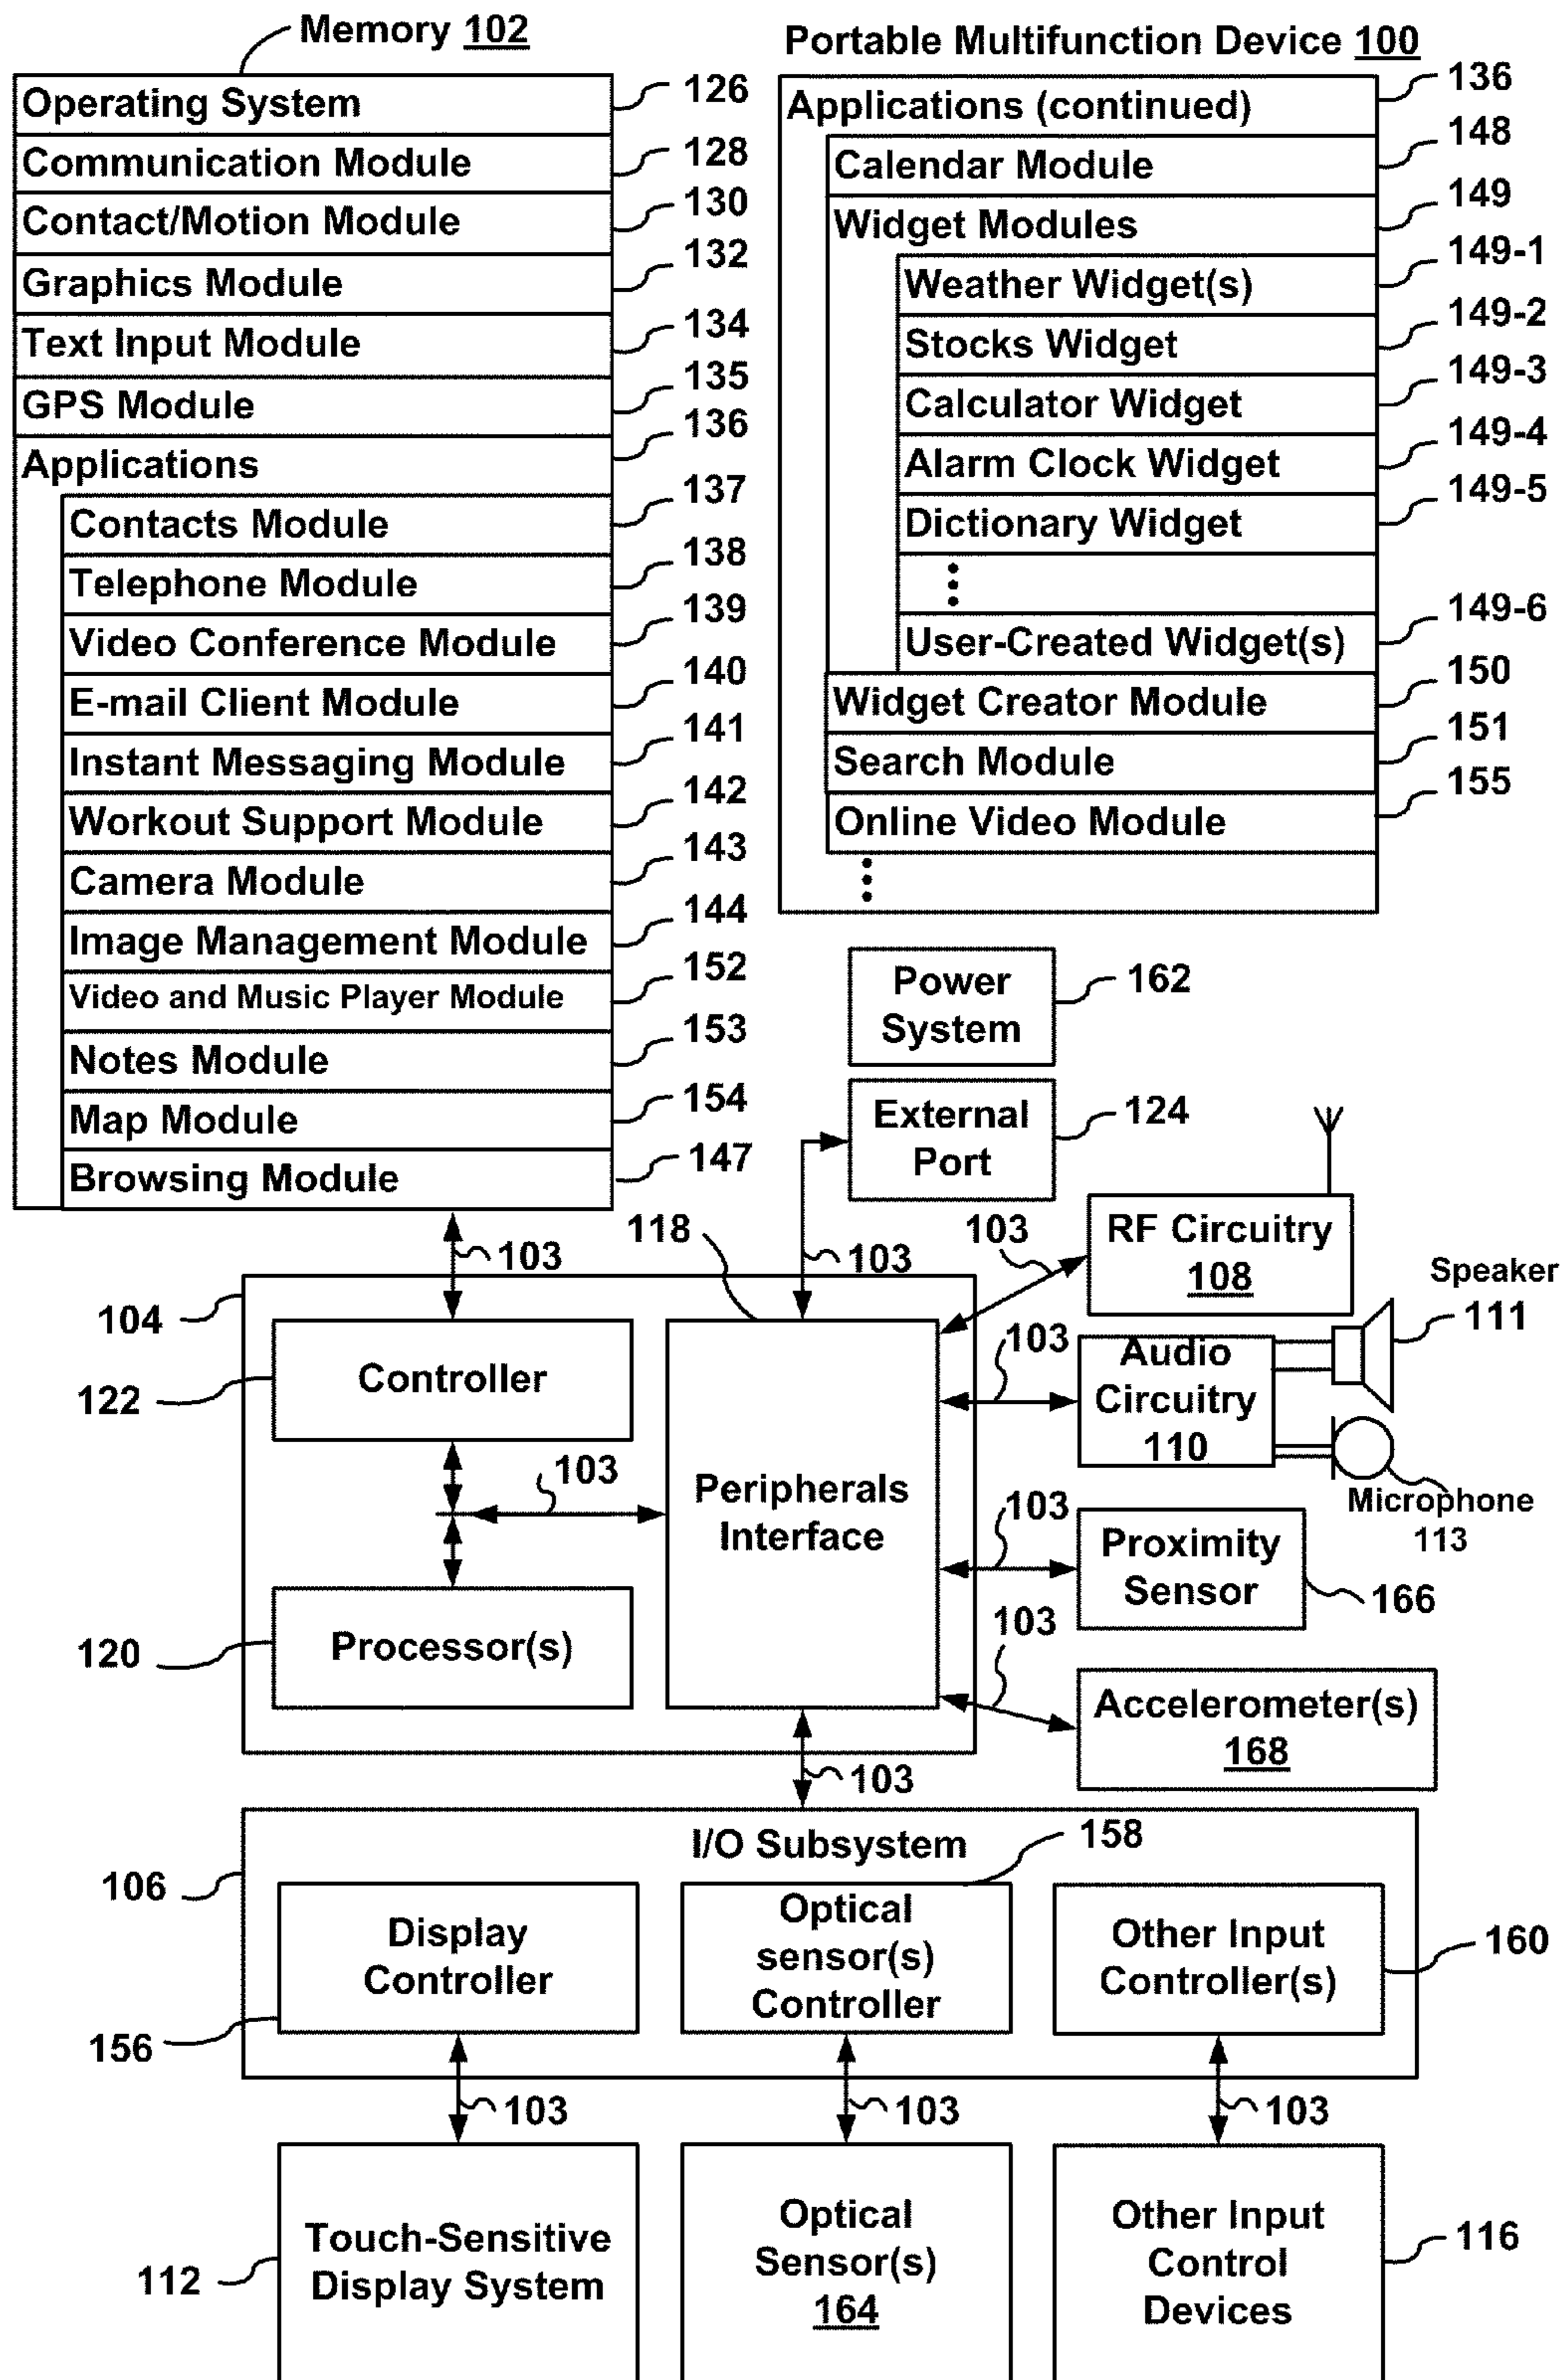 Memory 102
Operating System 126
Communication Module 128
Contact/Motion Module 130
Graphics Module 132
Text Input Module 134
GPS Module 135
Applications 136
Contacts Module 137
Telephone Module 138
Video Conference Module 139
E-mail Client Module 140
Instant Messaging Module 141
Workout Support Module 142
Camera Module 143
Image Management Module 144
Video and Music Player Module 152
Notes Module 153
Map Module 154
Browsing Module 147
Portable Multifunction Device 100
Applications (continued) 136
Calendar Module 148
Widget Modules 149
Weather Widget(s) 149-1
Stocks Widget 149-2
Calculator Widget 149-3
Alarm Clock Widget 149-4
Dictionary Widget 149-5
User-Created Widget(s) 149-6
Widget Creator Module 150
Search Module 151
Online Video Module 155
Power
System
162
External
Port
124
103
118
103
103
RF Circuitry
108
Speaker
111
104
Controller
122
103
Audio
Circuitry
110
103
Peripherals
Interface
Microphone
113
103
Proximity
Sensor
166
Processor(s)
120
103
Accelerometer(s)
168
103
I/O Subsystem
158
106
Display
Controller
156
Optical
sensor(s)
Controller
Other Input
Controller(s)
160
103
103
103
Touch-Sensitive
Display System
112
Optical
Sensor(s)
164
Other Input
Control
Devices
116